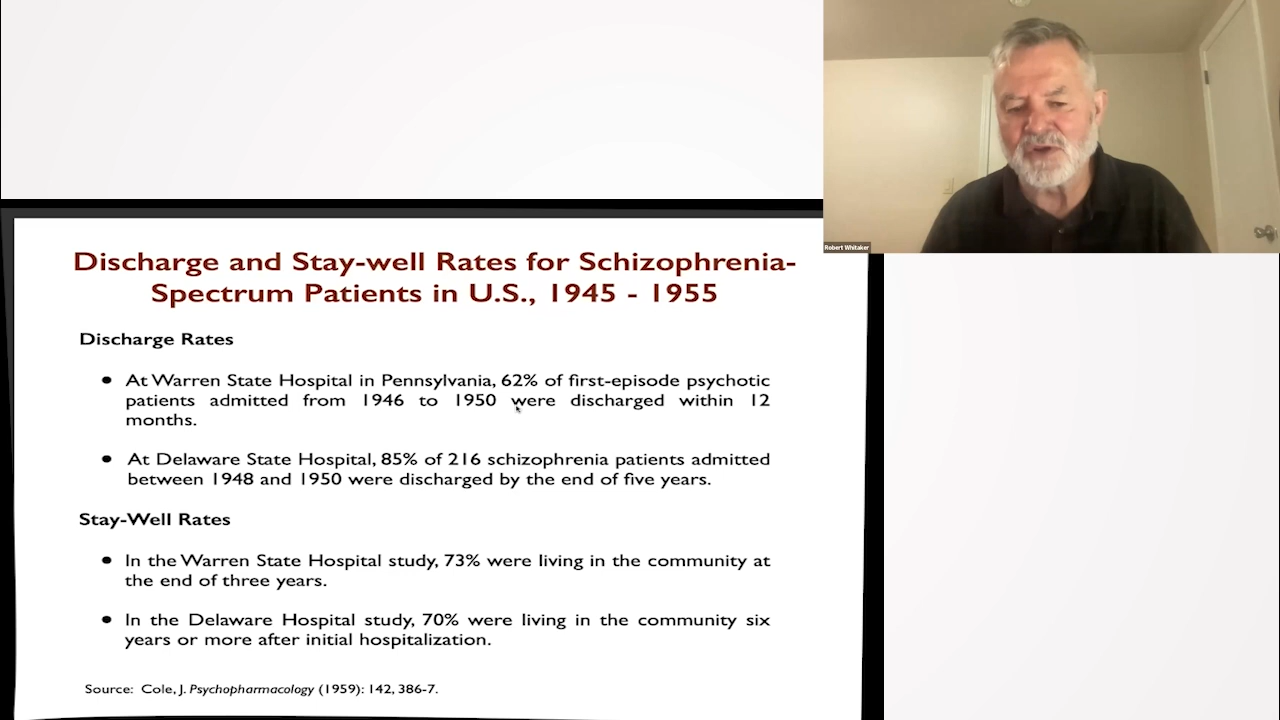 Robert Whitaker
Discharge and Stay-well Rates for Schizophrenia-
Spectrum Patients in U.S., 1945 - 1955
Discharge Rates
• At Warren State Hospital in Pennsylvania, 62% of first-episode psychotic
patients admitted from 1946 to 1950 were discharged within 12
months.
• At Delaware State Hospital, 85% of 216 schizophrenia patients admitted
between 1948 and 1950 were discharged by the end of five years.
Stay-Well Rates
• In the Warren State Hospital study, 73% were living in the community at
the end of three years.
• In the Delaware Hospital study, 70% were living in the community six
years or more after initial hospitalization.
Source: Cole, J. Psychopharmacology (1959): 142, 386-7.